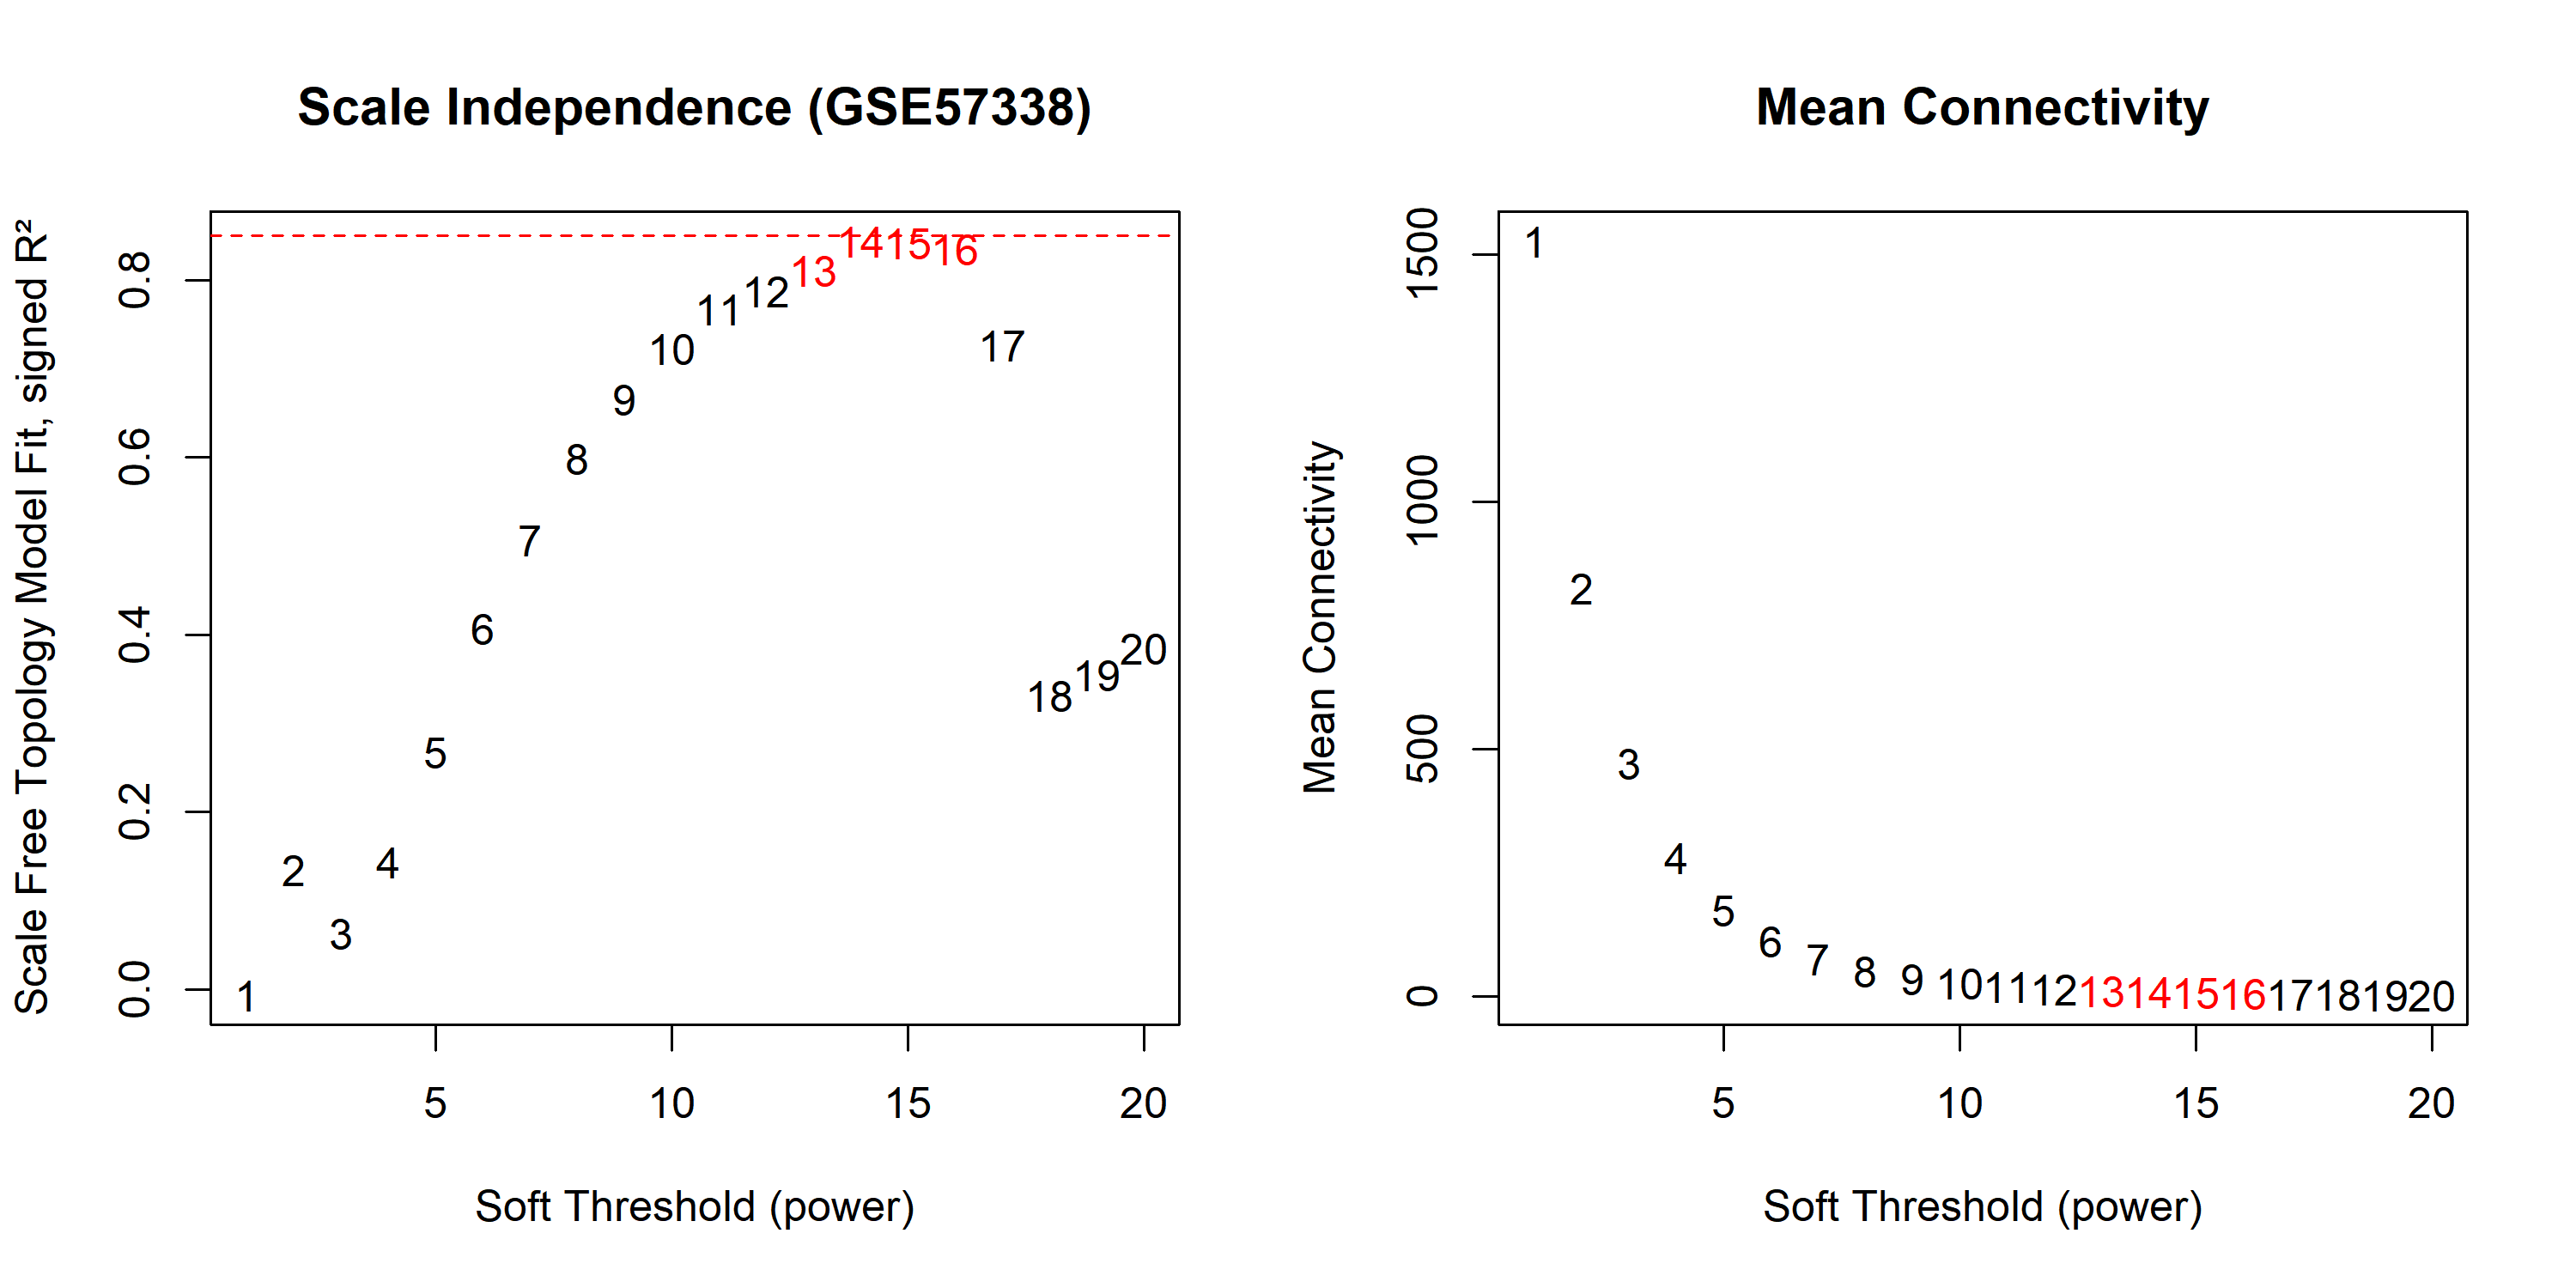 Scale Independence (GSE57338)
Scale Free Topology Model Fit, signed R²
0.0 0.2 0.4 0.6 0.8
1 2 3 4 5 6 7 8 9 10 11 12 13 14 15 16 17 18 19 20
5 10 15 20
Soft Threshold (power)
Mean Connectivity
Mean Connectivity
0 500 1000 1500
1 2 3 4 5 6 7 8 9 10 11 12 13 14 15 16 17 18 19 20
5 10 15 20
Soft Threshold (power)